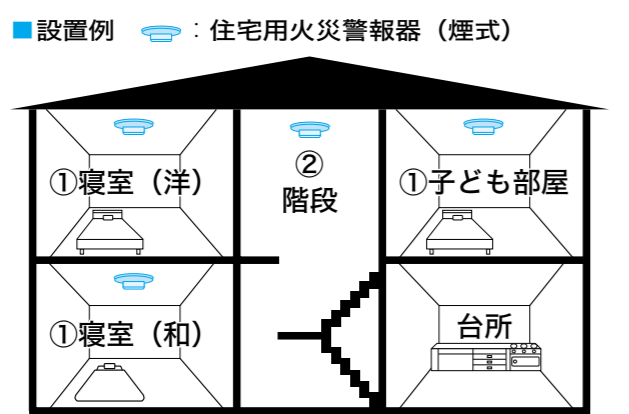 ■設置例　：住宅用火災警報器（煙式）
①寝室（洋）
②
階段
①子ども部屋
①寝室（和）
台所